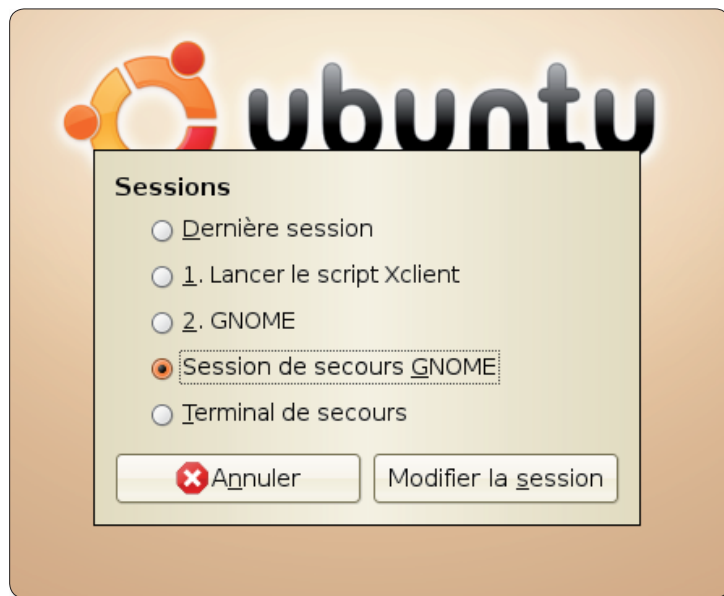 ubuntu
Sessions
Dernière session
1. Lancer le script Xclient
2. GNOME
Session de secours GNOME
Terminal de secours
Annuler
Modifier la session